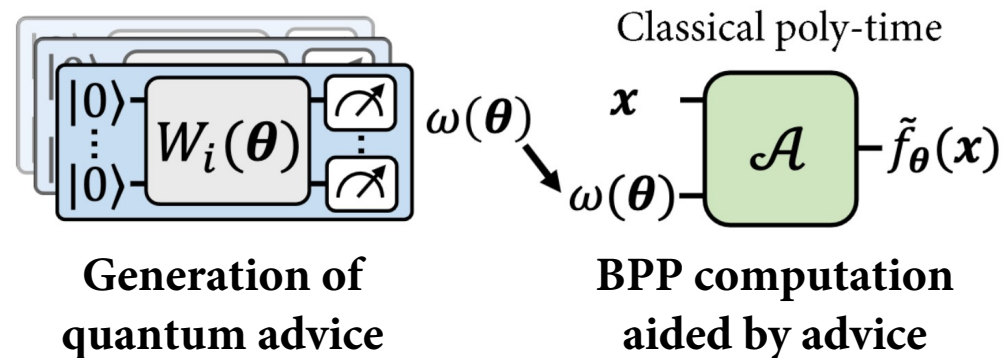 |0⟩
⋮
|0⟩
W_i(θ)
⋮
ω(θ)
Generation of
quantum advice
Classical poly-time
x
ω(θ)
𝒜
f̃_θ(x)
BPP computation
aided by advice